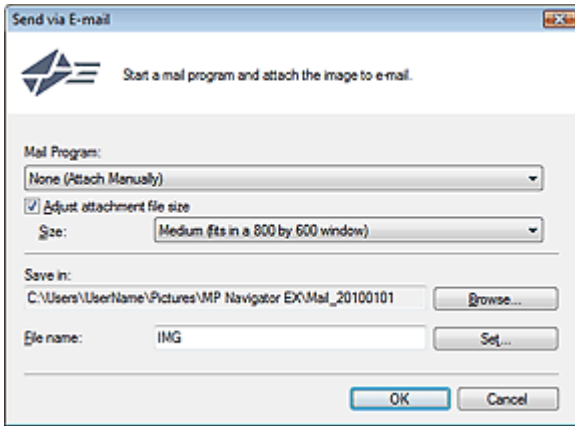 Send via E-mail
Start a mail program and attach the image to e-mail.
Mail Program:
None (Attach Manually)
Adjust attachment file size
Size: Medium (fits in a 800 by 600 window)
Save in:
C:\Users\UserName\Pictures\MP Navigator EX\Mail_20100101 Browse...
File name: IMG Set...
OK Cancel